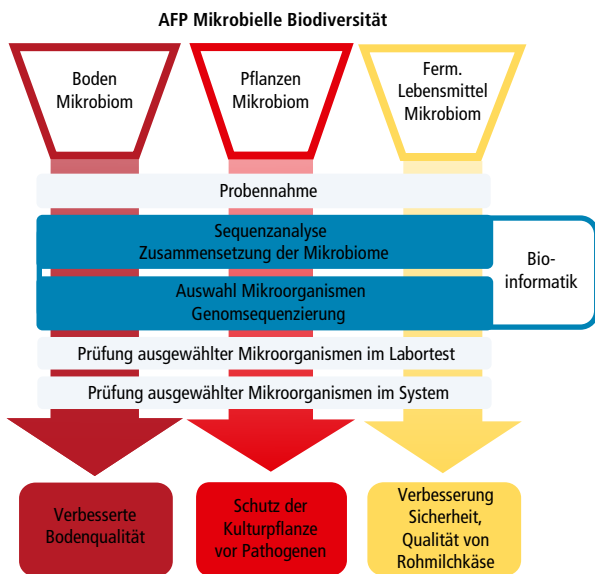 AFP Mikrobielle Biodiversität
Boden
Mikrobiom
Pflanzen
Mikrobiom
Ferm.
Lebensmittel
Mikrobiom
Probennahme
Sequenzanalyse
Zusammensetzung der Mikrobiome
Auswahl Mikroorganismen
Genomsequenzierung
Bio-
informatik
Prüfung ausgewählter Mikroorganismen im Labortest
Prüfung ausgewählter Mikroorganismen im System
Verbesserte
Bodenqualität
Schutz der
Kulturpflanze
vor Pathogenen
Verbesserung
Sicherheit,
Qualität von
Rohmilchkäse